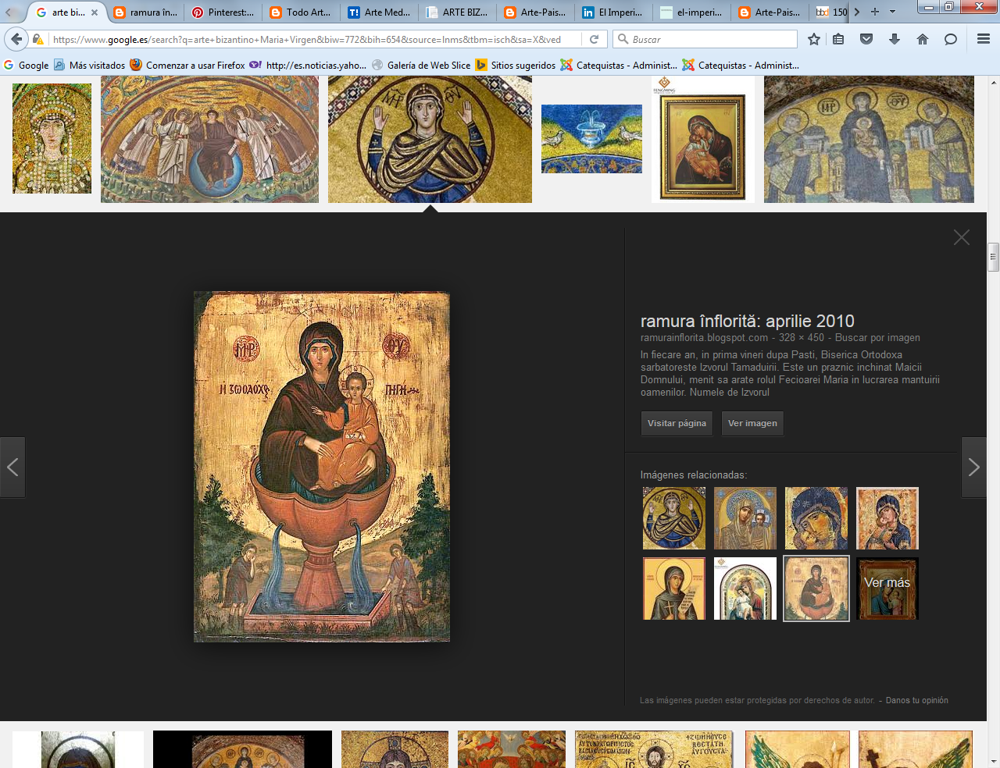 arte bi...
ramura în...
Pinterest:...
Todo Art...
Arte Med...
ARTE BIZ...
Arte-Pais...
El Imperi...
el-imperi...
Arte-Pais...
150
https://www.google.es/search?q=arte+bizantino+Maria+Virgen&biw=772&bih=654&source=lnms&tbm=isch&sa=X&ved
Buscar
Google
Más visitados
Comenzar a usar Firefox
http://es.noticias.yaho...
Galería de Web Slice
Sitios sugeridos
Catequistas - Administ...
Catequistas - Administ...
FENGMING
ΜΡ ΘΥ
Η ΖΩΟΔΟΧΟΣ ΠΗΓΗ
ramura înflorită: aprilie 2010
ramurainflorita.blogspot.com - 328 × 450 - Buscar por imagen
In fiecare an, in prima vineri dupa Pasti, Biserica Ortodoxa
sarbatoreste Izvorul Tamaduirii. Este un praznic inchinat Maicii
Domnului, menit sa arate rolul Fecioarei Maria in lucrarea mantuirii
oamenilor. Numele de Izvorul
Visitar página
Ver imagen
Imágenes relacionadas:
Ver más
Las imágenes pueden estar protegidas por derechos de autor. - Danos tu opinión